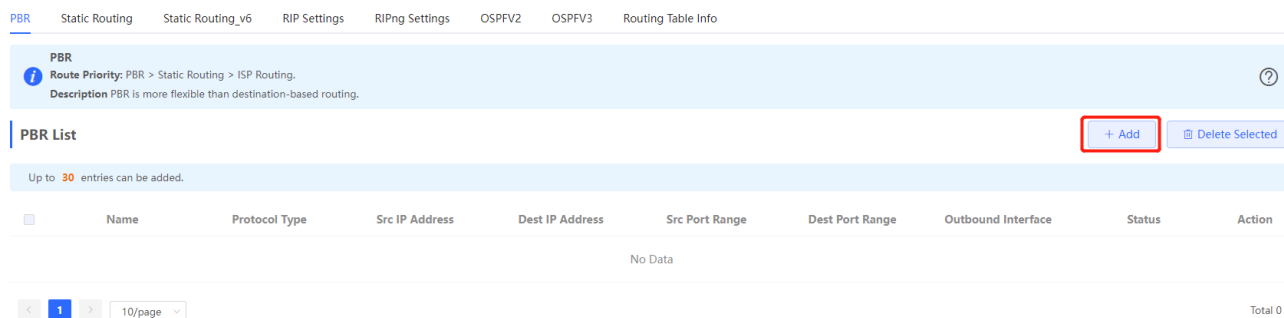 PBR Static Routing Static Routing_v6 RIP Settings RIPng Settings OSPFV2 OSPFV3 Routing Table Info
PBR
Route Priority: PBR > Static Routing > ISP Routing.
Description PBR is more flexible than destination-based routing.
PBR List
+ Add Delete Selected
Up to 30 entries can be added.
Name Protocol Type Src IP Address Dest IP Address Src Port Range Dest Port Range Outbound Interface Status Action
No Data
< 1 > 10/page Total 0